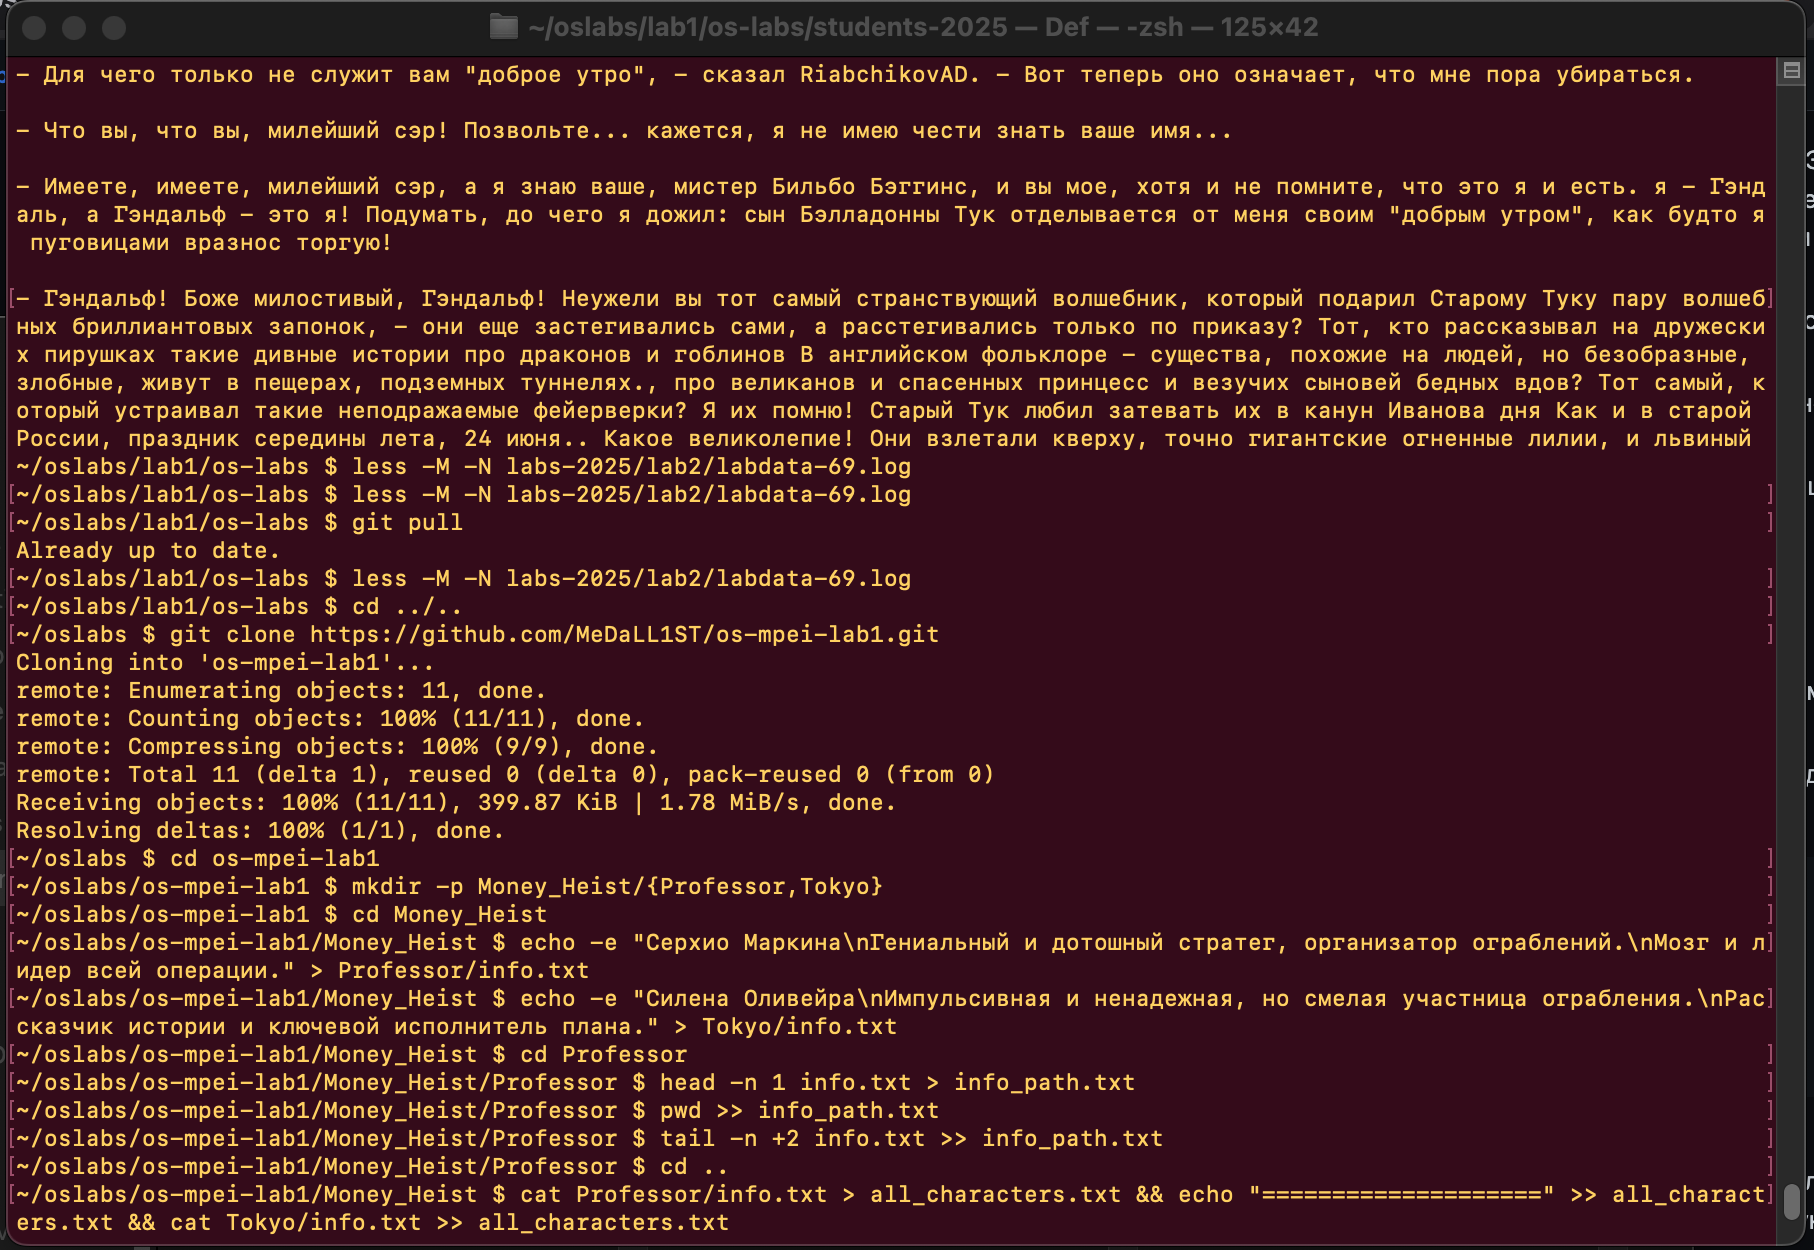 ~/oslabs/lab1/os-labs/students-2025 — Def — -zsh — 125×42
— Для чего только не служит вам "доброе утро", — сказал RiabchikovAD. — Вот теперь оно означает, что мне пора убираться.
— Что вы, что вы, милейший сэр! Позвольте... кажется, я не имею чести знать ваше имя...
— Имеете, имеете, милейший сэр, а я знаю ваше, мистер Бильбо Бэггинс, и вы мое, хотя и не помните, что это я и есть. я — Гэнд
аль, а Гэндальф — это я! Подумать, до чего я дожил: сын Бэлладонны Тук отделывается от меня своим "добрым утром", как будто я
 пуговицами вразнос торгую!
[— Гэндальф! Боже милостивый, Гэндальф! Неужели вы тот самый странствующий волшебник, который подарил Старому Туку пару волшеб]
ных бриллиантовых запонок, — они еще застегивались сами, а расстегивались только по приказу? Тот, кто рассказывал на дружески
х пирушках такие дивные истории про драконов и гоблинов В английском фольклоре — существа, похожие на людей, но безобразные,
злобные, живут в пещерах, подземных туннелях., про великанов и спасенных принцесс и везучих сыновей бедных вдов? Тот самый, к
оторый устраивал такие неподражаемые фейерверки? Я их помню! Старый Тук любил затевать их в канун Иванова дня Как и в старой
России, праздник середины лета, 24 июня.. Какое великолепие! Они взлетали кверху, точно гигантские огненные лилии, и львиный
~/oslabs/lab1/os-labs $ less -M -N labs-2025/lab2/labdata-69.log
[~/oslabs/lab1/os-labs $ less -M -N labs-2025/lab2/labdata-69.log ]
[~/oslabs/lab1/os-labs $ git pull ]
Already up to date.
[~/oslabs/lab1/os-labs $ less -M -N labs-2025/lab2/labdata-69.log ]
[~/oslabs/lab1/os-labs $ cd ../.. ]
[~/oslabs $ git clone https://github.com/MeDaLL1ST/os-mpei-lab1.git ]
Cloning into 'os-mpei-lab1'...
remote: Enumerating objects: 11, done.
remote: Counting objects: 100% (11/11), done.
remote: Compressing objects: 100% (9/9), done.
remote: Total 11 (delta 1), reused 0 (delta 0), pack-reused 0 (from 0)
Receiving objects: 100% (11/11), 399.87 KiB | 1.78 MiB/s, done.
Resolving deltas: 100% (1/1), done.
[~/oslabs $ cd os-mpei-lab1 ]
[~/oslabs/os-mpei-lab1 $ mkdir -p Money_Heist/{Professor,Tokyo} ]
[~/oslabs/os-mpei-lab1 $ cd Money_Heist ]
[~/oslabs/os-mpei-lab1/Money_Heist $ echo -e "Серхио Маркина\nГениальный и дотошный стратег, организатор ограблений.\nМозг и л]
идер всей операции." > Professor/info.txt
[~/oslabs/os-mpei-lab1/Money_Heist $ echo -e "Силена Оливейра\nИмпульсивная и ненадежная, но смелая участница ограбления.\nРас]
сказчик истории и ключевой исполнитель плана." > Tokyo/info.txt
[~/oslabs/os-mpei-lab1/Money_Heist $ cd Professor ]
[~/oslabs/os-mpei-lab1/Money_Heist/Professor $ head -n 1 info.txt > info_path.txt ]
[~/oslabs/os-mpei-lab1/Money_Heist/Professor $ pwd >> info_path.txt ]
[~/oslabs/os-mpei-lab1/Money_Heist/Professor $ tail -n +2 info.txt >> info_path.txt ]
[~/oslabs/os-mpei-lab1/Money_Heist/Professor $ cd .. ]
[~/oslabs/os-mpei-lab1/Money_Heist $ cat Professor/info.txt > all_characters.txt && echo "====================" >> all_charact]
ers.txt && cat Tokyo/info.txt >> all_characters.txt